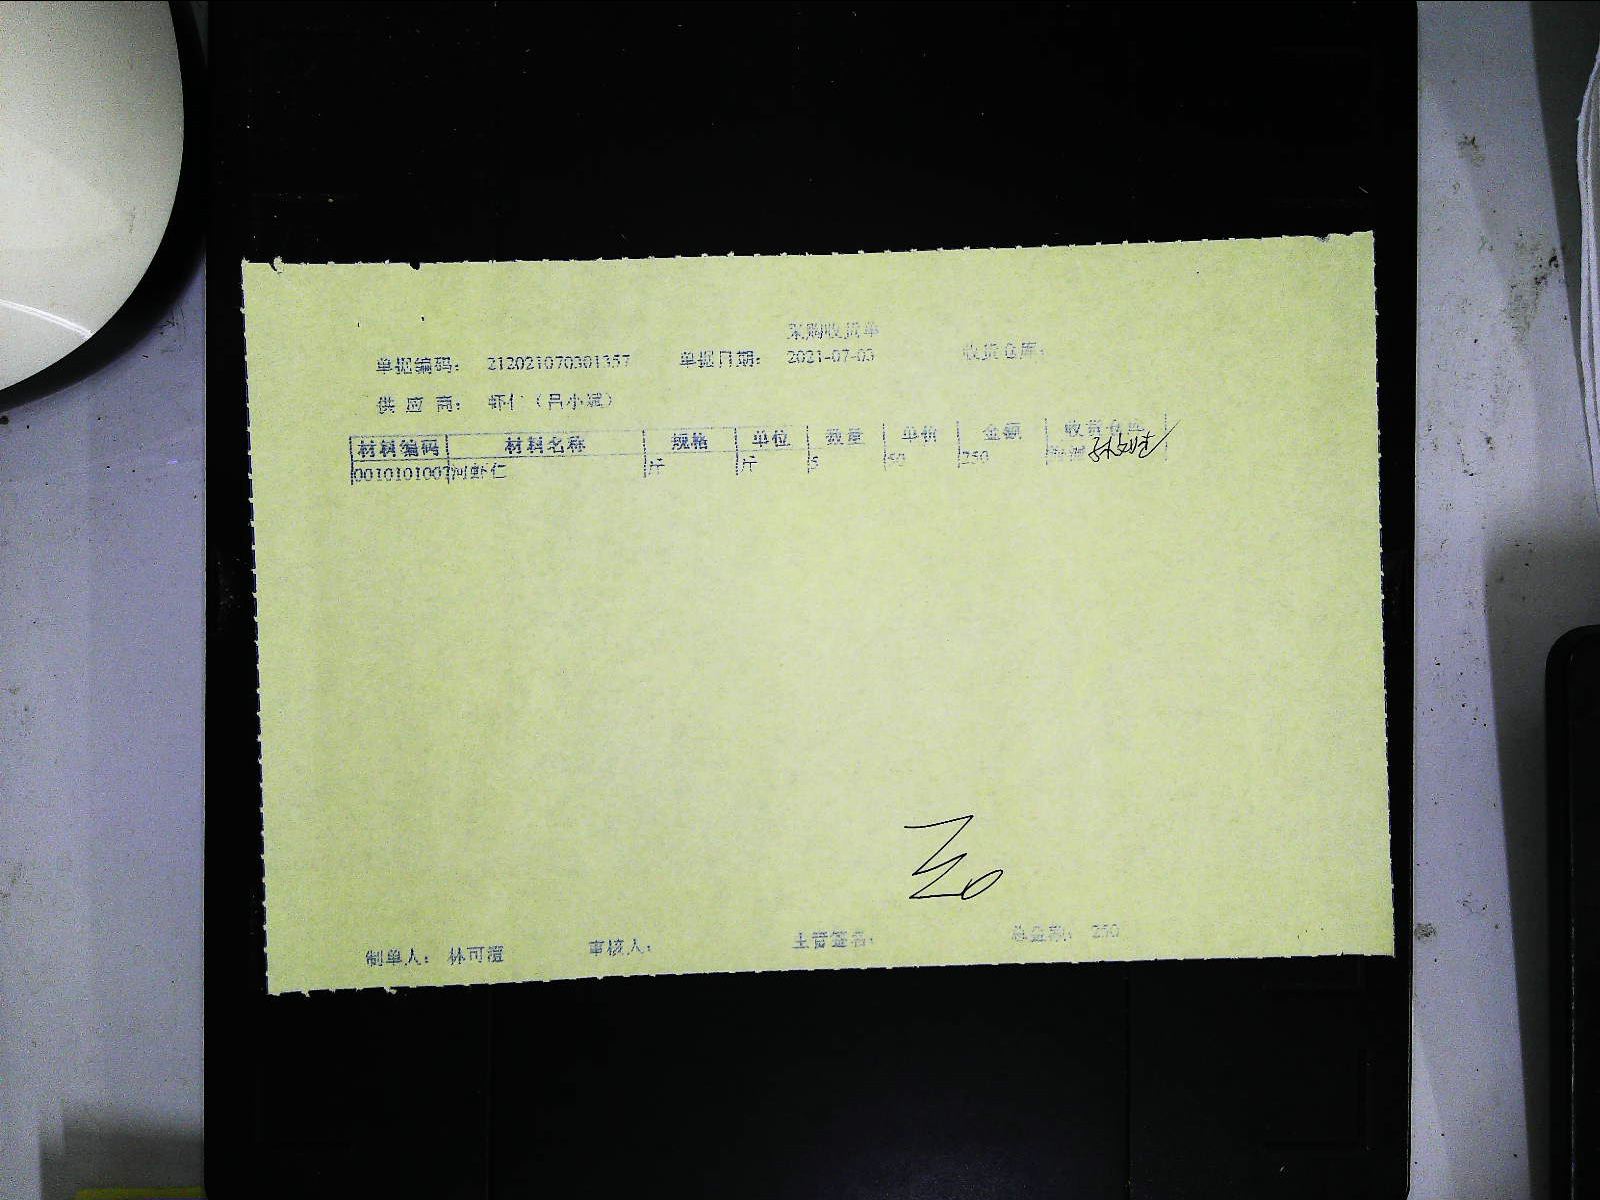 采购收货单
单据编码： 212021070301357 单据日期： 2021-07-03 收货仓库：
供 应 商： 虾仁（吕小斌）
材料编码 材料名称 规格 单位 数量 单价 金额 收货仓库
0010101007 河虾仁 斤 斤 5 50 250
制单人： 林可澶 审核人： 主管签名： 总金额： 250